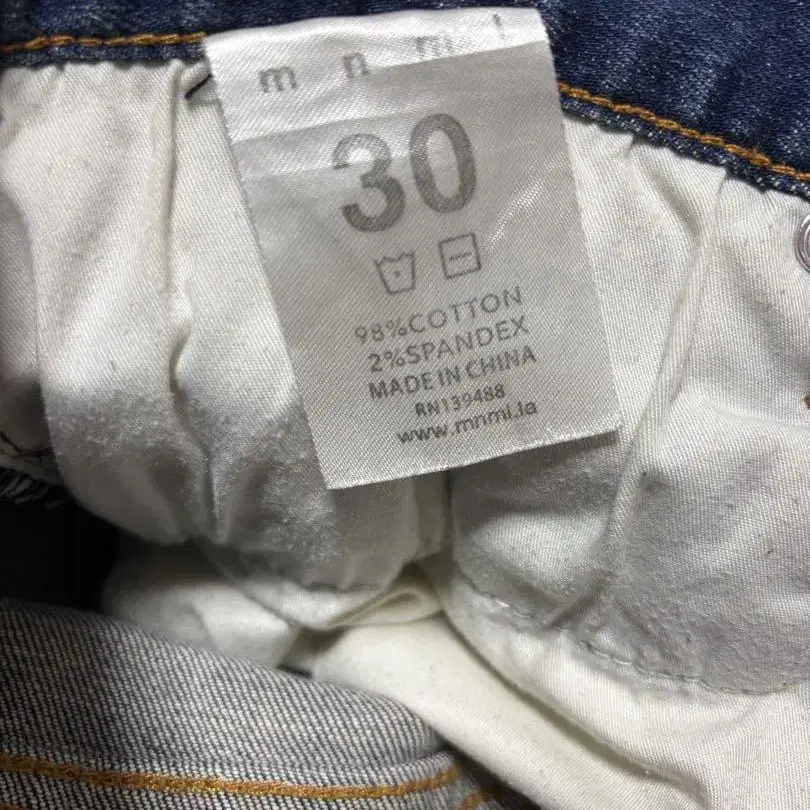 m n m l
30
98%COTTON
2%SPANDEX
MADE IN CHINA
RN139488
www.mnml.la